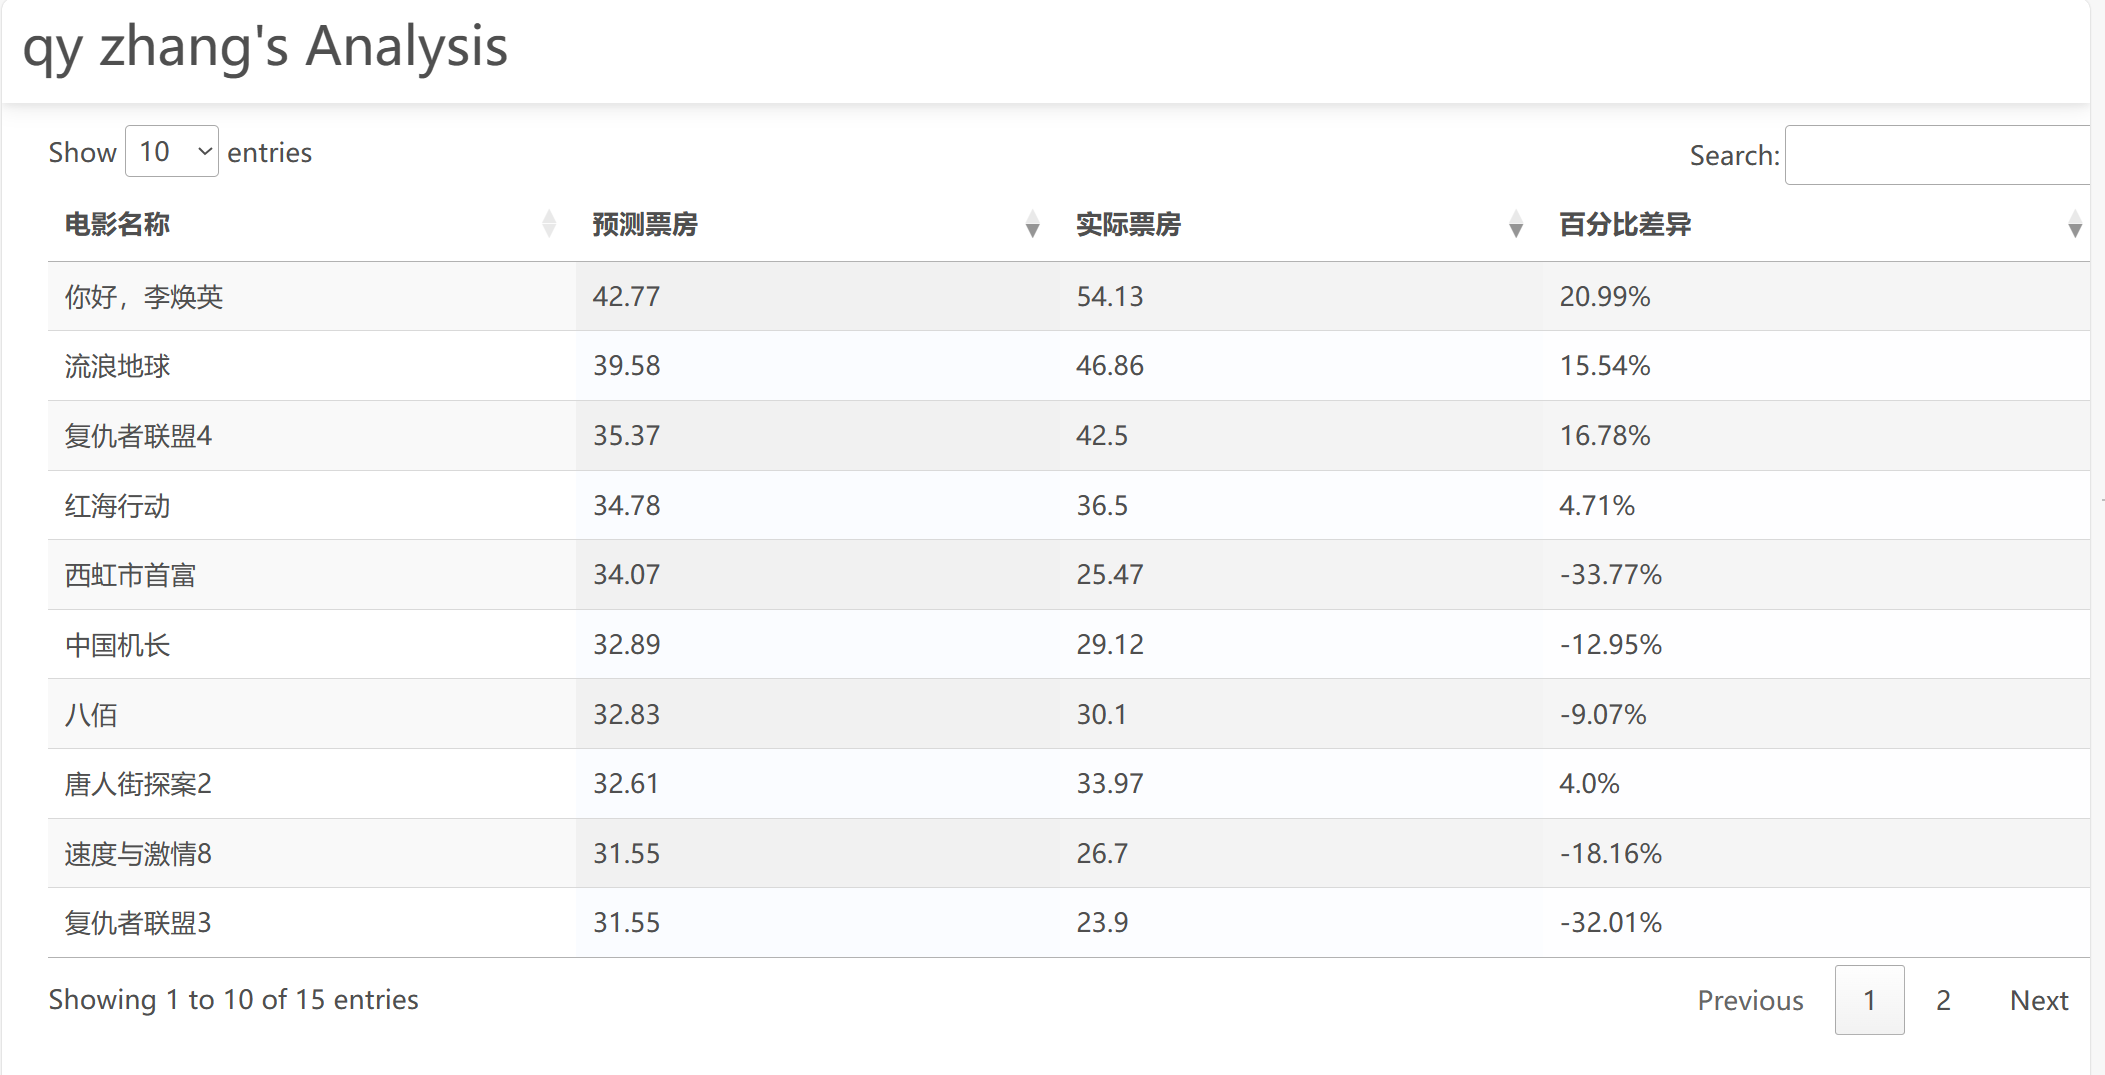 qy zhang's Analysis
Show 10 entries Search:
电影名称 预测票房 实际票房 百分比差异
你好，李焕英 42.77 54.13 20.99%
流浪地球 39.58 46.86 15.54%
复仇者联盟4 35.37 42.5 16.78%
红海行动 34.78 36.5 4.71%
西虹市首富 34.07 25.47 -33.77%
中国机长 32.89 29.12 -12.95%
八佰 32.83 30.1 -9.07%
唐人街探案2 32.61 33.97 4.0%
速度与激情8 31.55 26.7 -18.16%
复仇者联盟3 31.55 23.9 -32.01%
Showing 1 to 10 of 15 entries Previous 1 2 Next